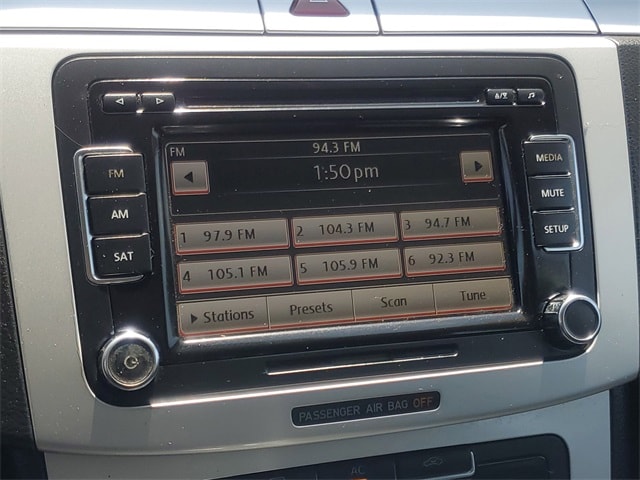 FM
94.3 FM
1:50pm
FM
AM
SAT
MEDIA
MUTE
SETUP
1 97.9 FM 2 104.3 FM 3 94.7 FM
4 105.1 FM 5 105.9 FM 6 92.3 FM
Stations Presets Scan Tune
PASSENGER AIR BAG OFF
AC